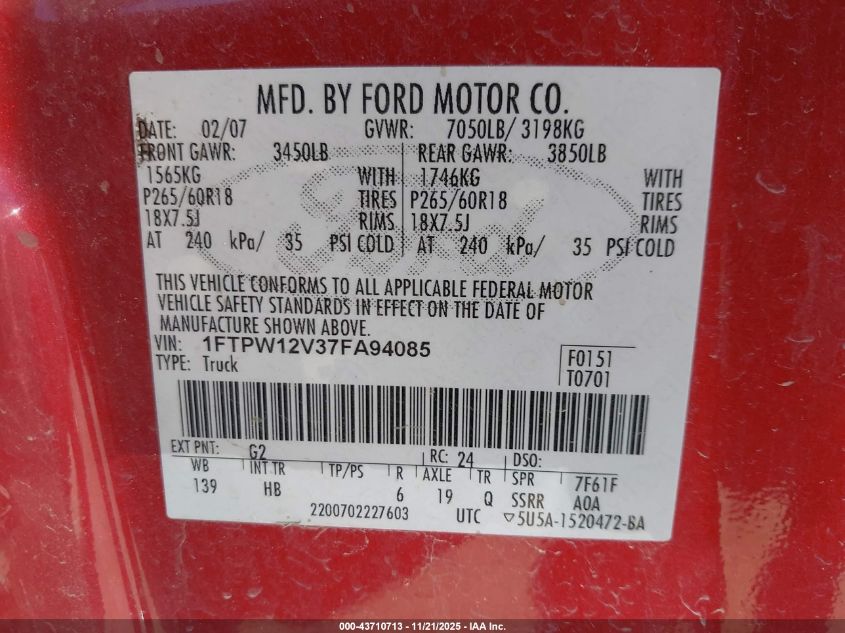 MFD. BY FORD MOTOR CO.
DATE: 02/07 GVWR: 7050LB/ 3198KG
FRONT GAWR: 3450LB REAR GAWR: 3850LB
1565KG WITH 1746KG WITH
P265/60R18 TIRES P265/60R18 TIRES
18X7.5J RIMS 18X7.5J RIMS
AT 240 kPa/ 35 PSI COLD AT 240 kPa/ 35 PSI COLD
THIS VEHICLE CONFORMS TO ALL APPLICABLE FEDERAL MOTOR
VEHICLE SAFETY STANDARDS IN EFFECT ON THE DATE OF
MANUFACTURE SHOWN ABOVE.
VIN: 1FTPW12V37FA94085 F0151
TYPE: Truck T0701
EXT PNT: G2 RC: 24 DSO:
WB INT TR TP/PS R AXLE TR SPR 7F61F
139 HB 6 19 Q SSRR A0A
2200702227603 UTC ▽5U5A-1520472-BA
000-43710713 - 11/21/2025 - IAA Vehicle Auctions